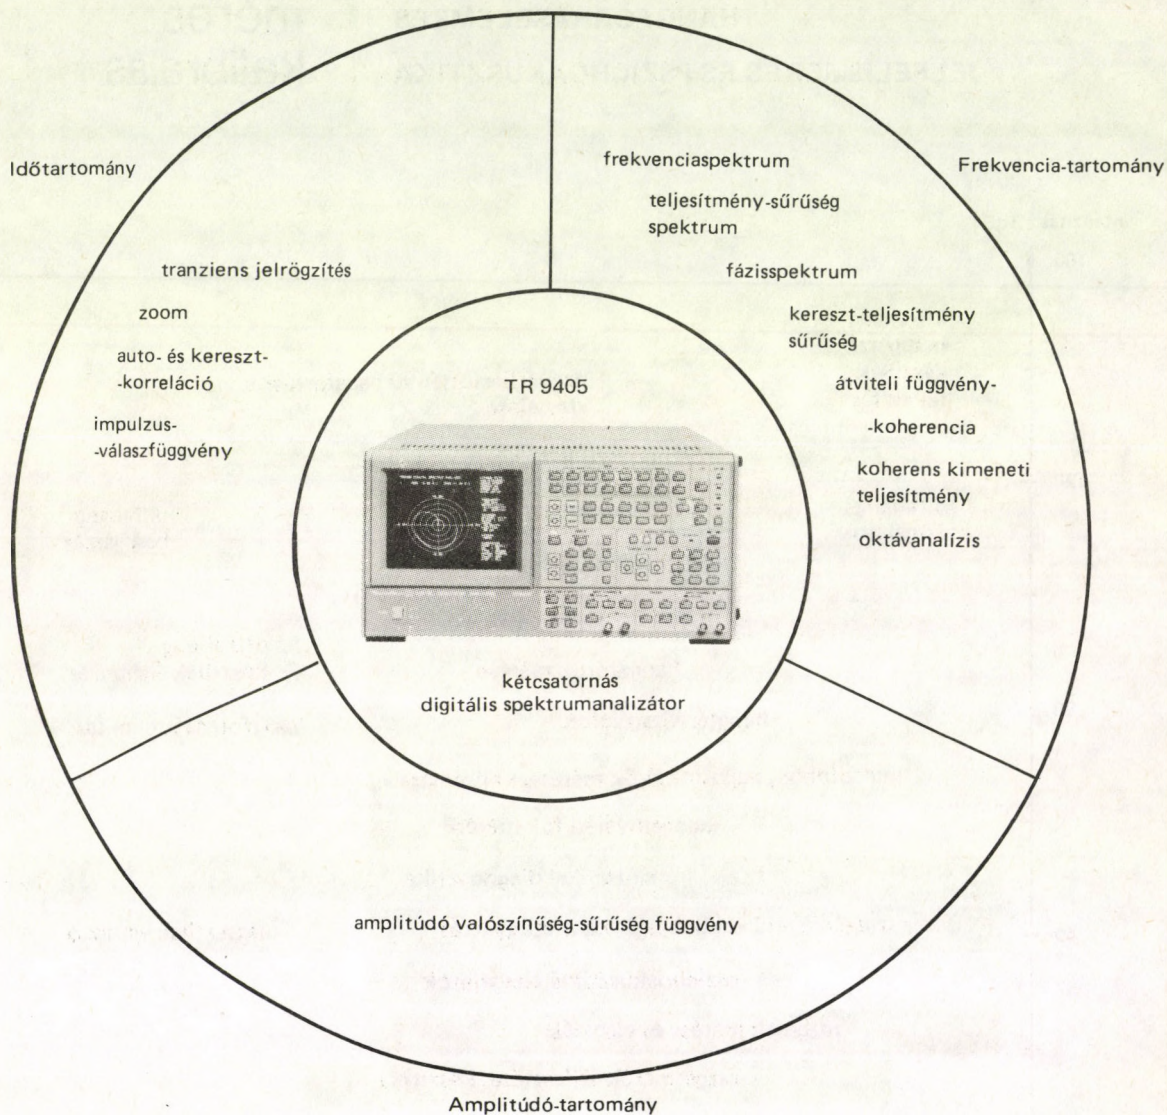 Időtartomány
tranziens jelrögzítés
zoom
auto- és kereszt-
-korreláció
impulzus-
-válaszfüggvény
frekvenciaspektrum
teljesítmény-sűrűség
spektrum
fázisspektrum
kereszt-teljesítmény
sűrűség
átviteli függvény-
-koherencia
koherens kimeneti
teljesítmény
oktávanalízis
Frekvencia-tartomány
TR 9405
kétcsatornás
digitális spektrumanalizátor
amplitúdó valószínűség-sűrűség függvény
Amplitúdó-tartomány